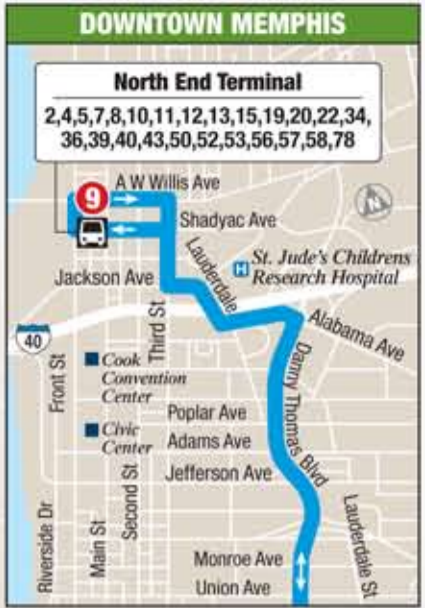 DOWNTOWN MEMPHIS
North End Terminal
2,4,5,7,8,10,11,12,13,15,19,20,22,34,
36,39,40,43,50,52,53,56,57,58,78
9
A W Willis Ave
Shadyac Ave
N
Lauderdale
H
St. Jude's Childrens
Research Hospital
Jackson Ave
Third St
Alabama Ave
40
Front St
Cook
Convention
Center
Danny Thomas Blvd
Poplar Ave
Civic
Center
Adams Ave
Second St
Jefferson Ave
Riverside Dr
Main St
Lauderdale St
Monroe Ave
Union Ave